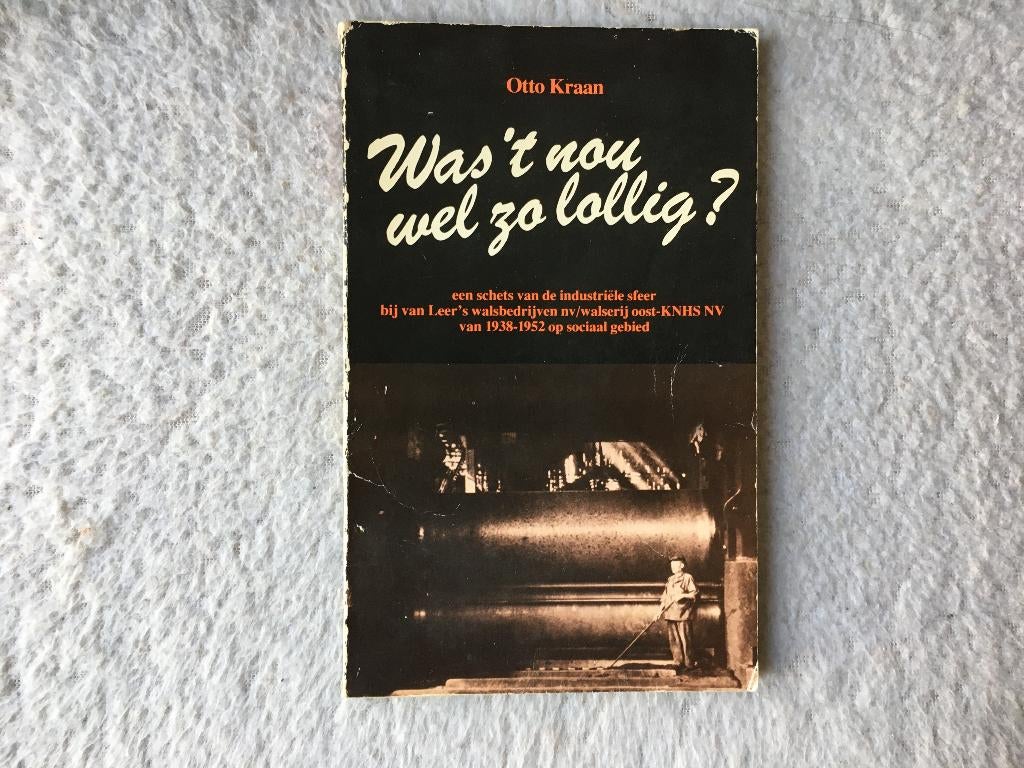 Otto Kraan
Was't nou
wel zo lollig?
een schets van de industriële sfeer
bij van Leer's walsbedrijven nv/walserij oost-KNHS NV
van 1938-1952 op sociaal gebied